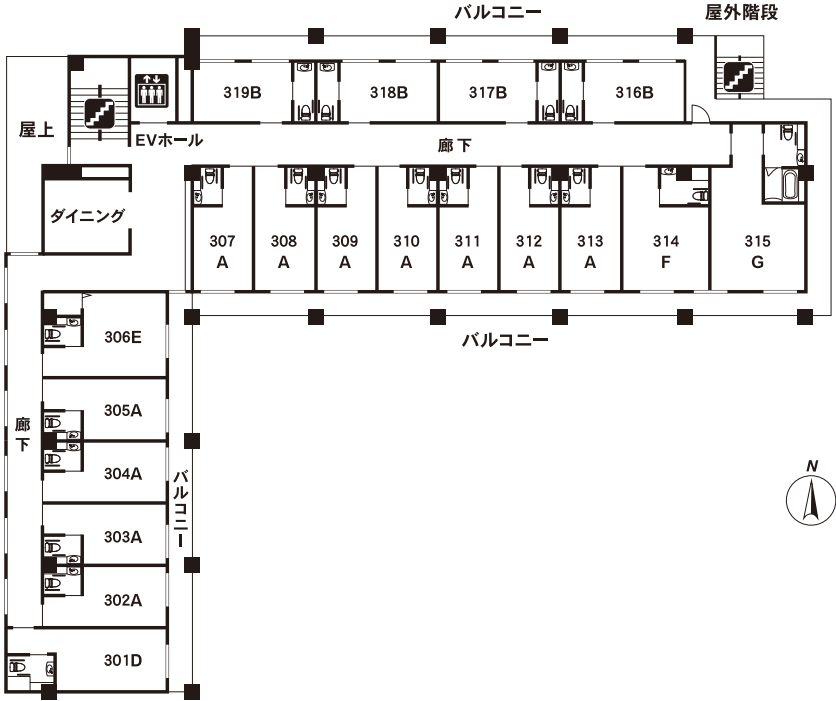 バルコニー
屋外階段
319B
318B
317B
316B
屋上
EVホール
廊下
ダイニング
307
A
308
A
309
A
310
A
311
A
312
A
313
A
314
F
315
G
バルコニー
306E
305A
廊下
304A
バルコニー
303A
302A
301D
N